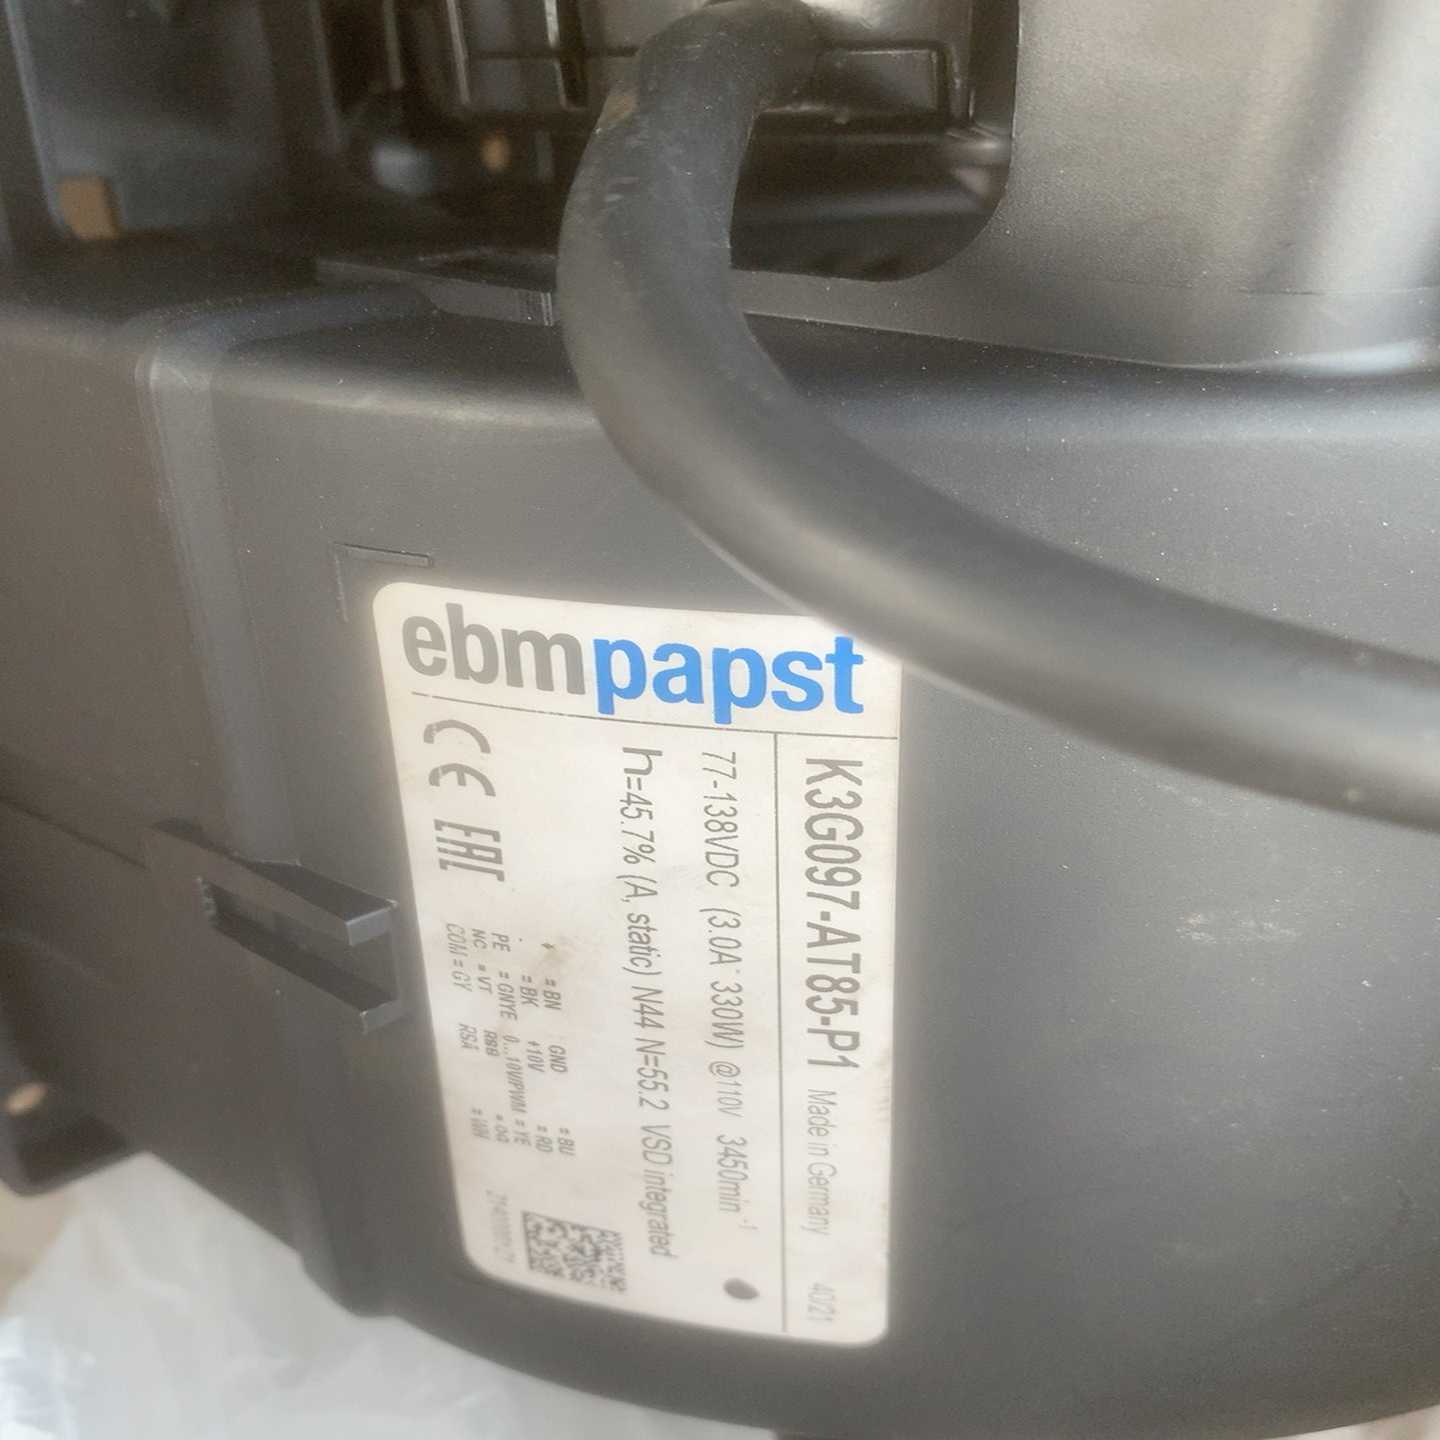 ebmpapst
K3G097-AT85-P1 Made in Germany 40/21
77-138VDC (3.0A 330W) @110V 3450min⁻¹
h=45.7% (A, static) N44 N=55.2 VSD integrated
CE EAC
+ = BN GND = BU
- = BK +10V = RD
PE = GNYE 0...10V/PWM = YE
NC = VT RSB = OG
COM = GY RSA = WH